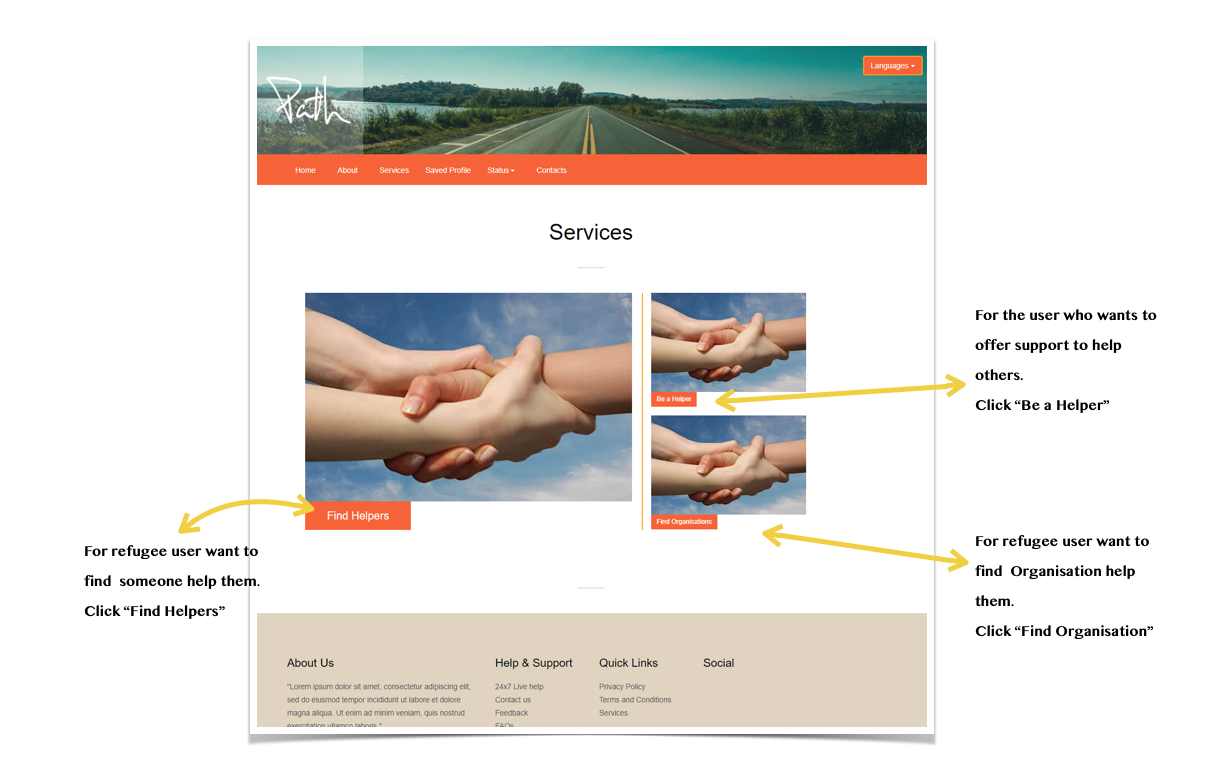 Path
Languages
Home About Services Saved Profile Status Contacts
Services
Find Helpers
Be a Helper
Find Organisations
For the user who wants to
offer support to help
others.
Click “Be a Helper”
For refugee user want to
find someone help them.
Click “Find Helpers”
For refugee user want to
find Organisation help
them.
Click “Find Organisation”
About Us
"Lorem ipsum dolor sit amet, consectetur adipiscing elit,
sed do eiusmod tempor incididunt ut labore et dolore
magna aliqua. Ut enim ad minim veniam, quis nostrud
exercitation ullamco laboris."
Help & Support
24x7 Live help
Contact us
Feedback
FAQs
Quick Links
Privacy Policy
Terms and Conditions
Services
Social